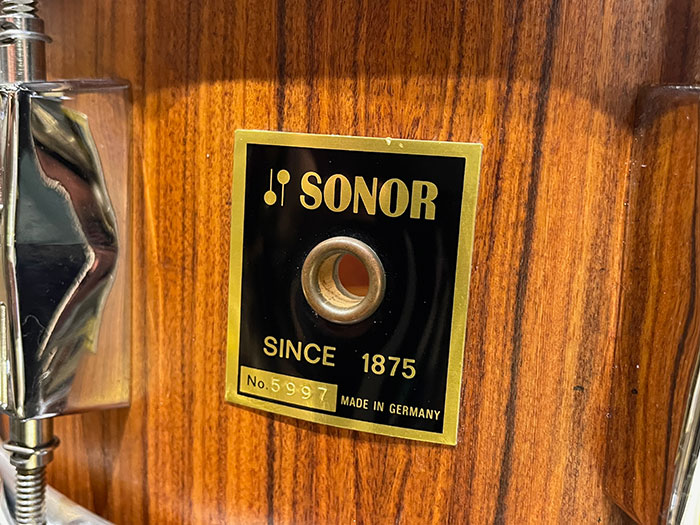 SONOR
SINCE 1875
No. 5997
MADE IN GERMANY